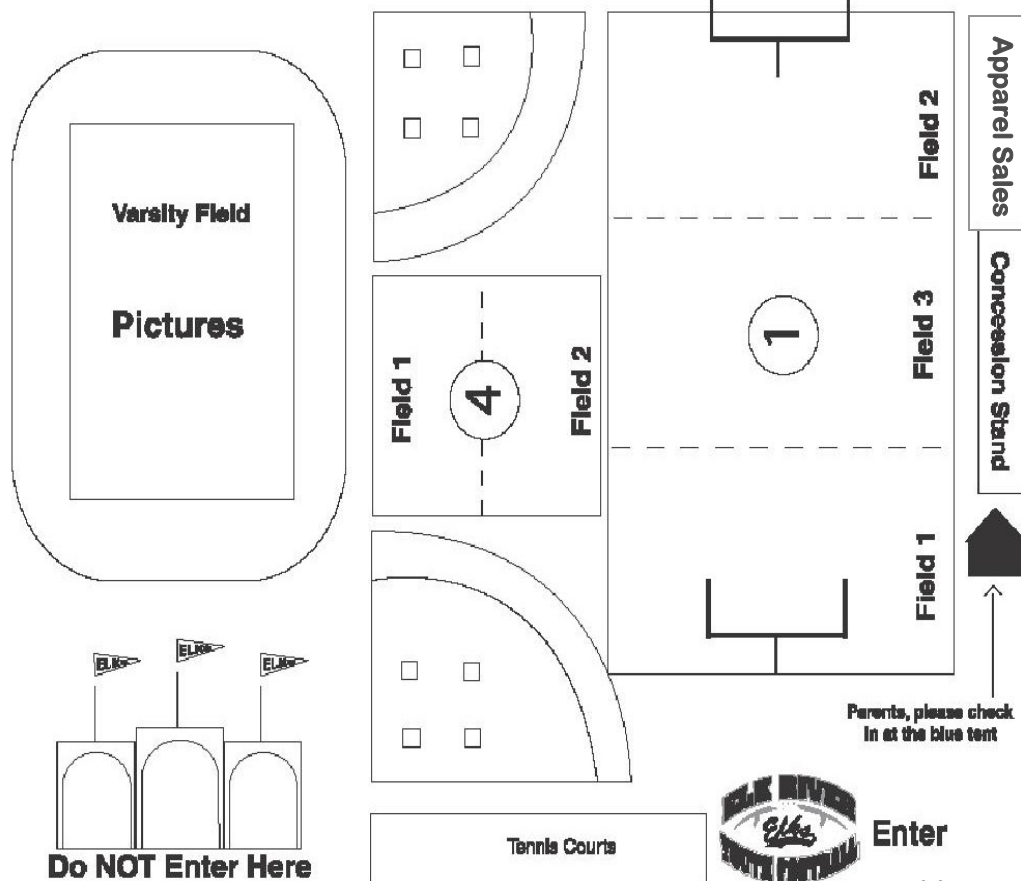 Varsity Field
Pictures
Field 1
4
Field 2
Field 2
Field 3
1
Field 1
Apparel Sales
Concession Stand
Parents, please check
in at the blue tent
ELKs
ELKs
ELKs
Do NOT Enter Here
Tennis Courts
ELK RIVER
Elks
YOUTH FOOTBALL
Enter